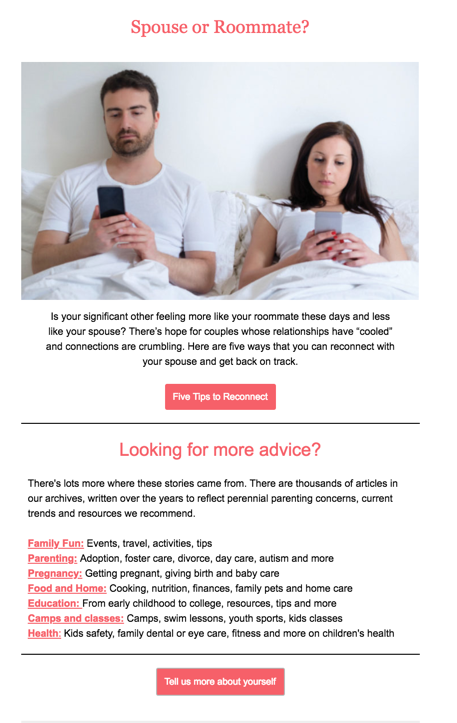 Spouse or Roommate?
Is your significant other feeling more like your roommate these days and less
like your spouse? There's hope for couples whose relationships have “cooled”
and connections are crumbling. Here are five ways that you can reconnect with
your spouse and get back on track.
Five Tips to Reconnect
Looking for more advice?
There's lots more where these stories came from. There are thousands of articles in
our archives, written over the years to reflect perennial parenting concerns, current
trends and resources we recommend.
Family Fun: Events, travel, activities, tips
Parenting: Adoption, foster care, divorce, day care, autism and more
Pregnancy: Getting pregnant, giving birth and baby care
Food and Home: Cooking, nutrition, finances, family pets and home care
Education: From early childhood to college, resources, tips and more
Camps and classes: Camps, swim lessons, youth sports, kids classes
Health: Kids safety, family dental or eye care, fitness and more on children's health
Tell us more about yourself